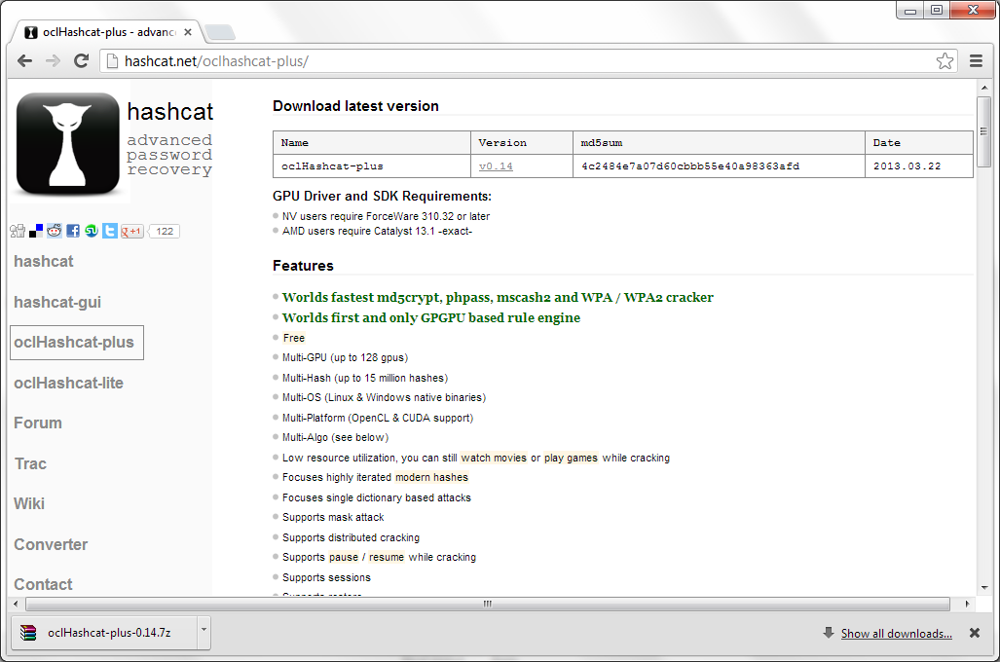 oclHashcat-plus - advanc
hashcat.net/oclhashcat-plus/
hashcat
advanced
password
recovery
122
hashcat
hashcat-gui
oclHashcat-plus
oclHashcat-lite
Forum
Trac
Wiki
Converter
Contact
Download latest version
Name Version md5sum Date
oclHashcat-plus v0.14 4c2484e7a07d60cbbb55e40a98363afd 2013.03.22
GPU Driver and SDK Requirements:
NV users require ForceWare 310.32 or later
AMD users require Catalyst 13.1 -exact-
Features
Worlds fastest md5crypt, phpass, mscash2 and WPA / WPA2 cracker
Worlds first and only GPGPU based rule engine
Free
Multi-GPU (up to 128 gpus)
Multi-Hash (up to 15 million hashes)
Multi-OS (Linux & Windows native binaries)
Multi-Platform (OpenCL & CUDA support)
Multi-Algo (see below)
Low resource utilization, you can still watch movies or play games while cracking
Focuses highly iterated modern hashes
Focuses single dictionary based attacks
Supports mask attack
Supports distributed cracking
Supports pause / resume while cracking
Supports sessions
oclHashcat-plus-0.14.7z
Show all downloads...